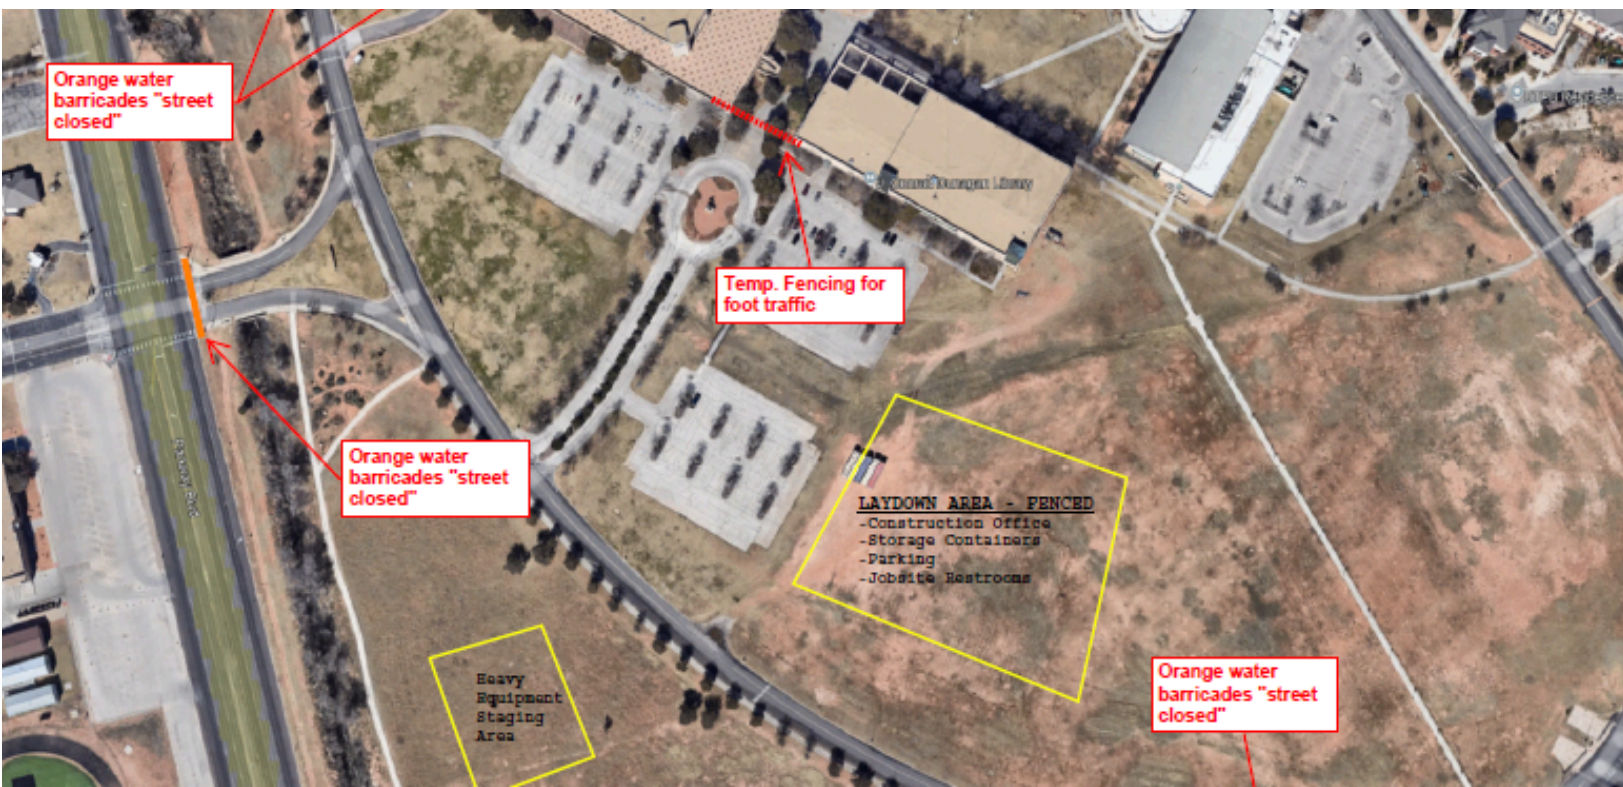 Orange water
barricades "street
closed"
Library
Temp. Fencing for
foot traffic
Orange water
barricades "street
closed"
LAYDOWN AREA - FENCED
-Construction Office
-Storage Containers
-Parking
-Jobsite Restrooms
Heavy
Equipment
Staging
Area
Orange water
barricades "street
closed"